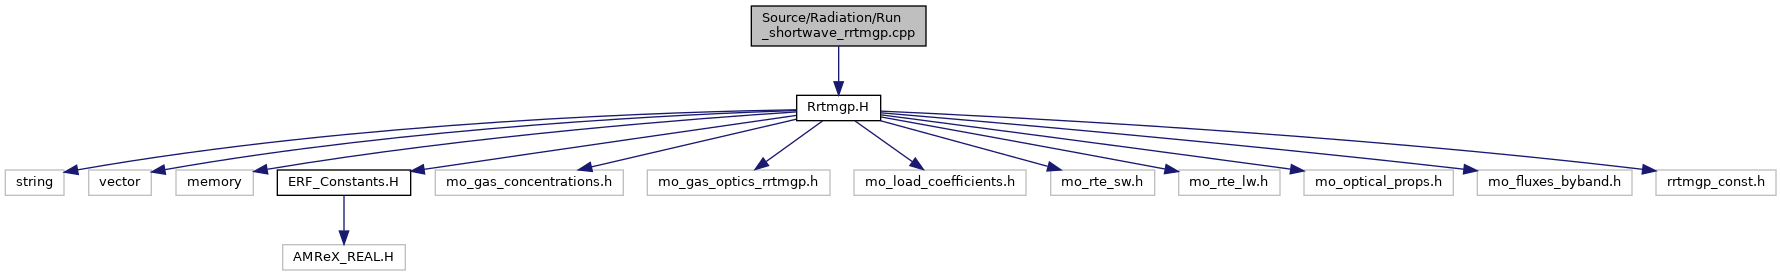 Source/Radiation/Run
_shortwave_rrtmgp.cpp
Rrtmgp.H
string
vector
memory
ERF_Constants.H
mo_gas_concentrations.h
mo_gas_optics_rrtmgp.h
mo_load_coefficients.h
mo_rte_sw.h
mo_rte_lw.h
mo_optical_props.h
mo_fluxes_byband.h
rrtmgp_const.h
AMReX_REAL.H